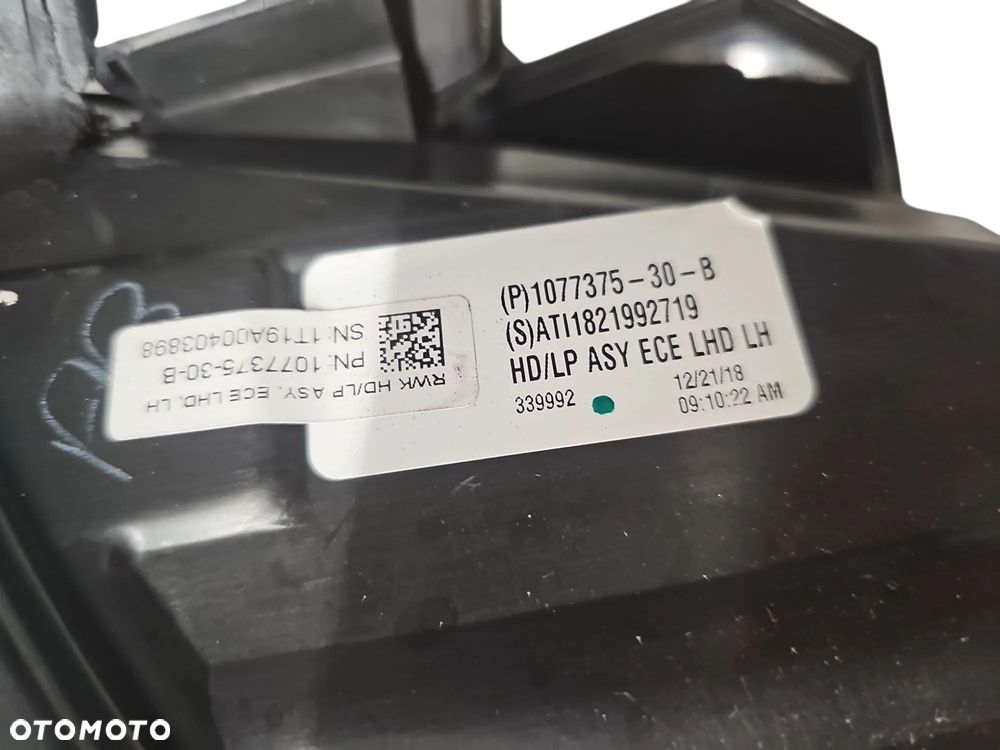 (P)1077375-30-B
(S)ATI1821992719
HD/LP ASY ECE LHD LH
339992
12/21/18
09:10:22 AM
RWK HD/LP ASY, ECE LHD, LH
PN: 1077375-30-B
SN: 1T19A00403898
OTOMOTO